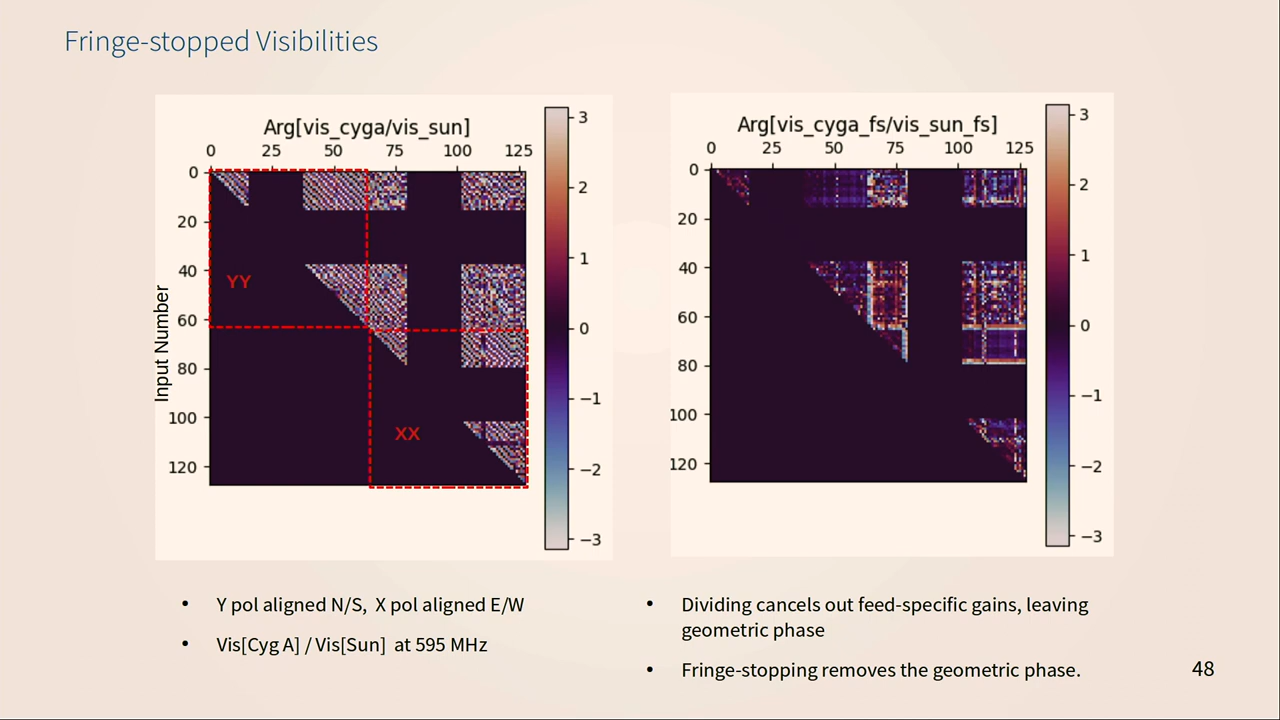 Fringe-stopped Visibilities
Arg[vis_cyga/vis_sun]
0 25 50 75 100 125
0
20
40
60
80
100
120
Input Number
YY
XX
3
2
1
0
−1
−2
−3
Arg[vis_cyga_fs/vis_sun_fs]
0 25 50 75 100 125
0
20
40
60
80
100
120
3
2
1
0
−1
−2
−3
• Y pol aligned N/S, X pol aligned E/W
• Vis[Cyg A] / Vis[Sun] at 595 MHz
• Dividing cancels out feed-specific gains, leaving
geometric phase
• Fringe-stopping removes the geometric phase.
48